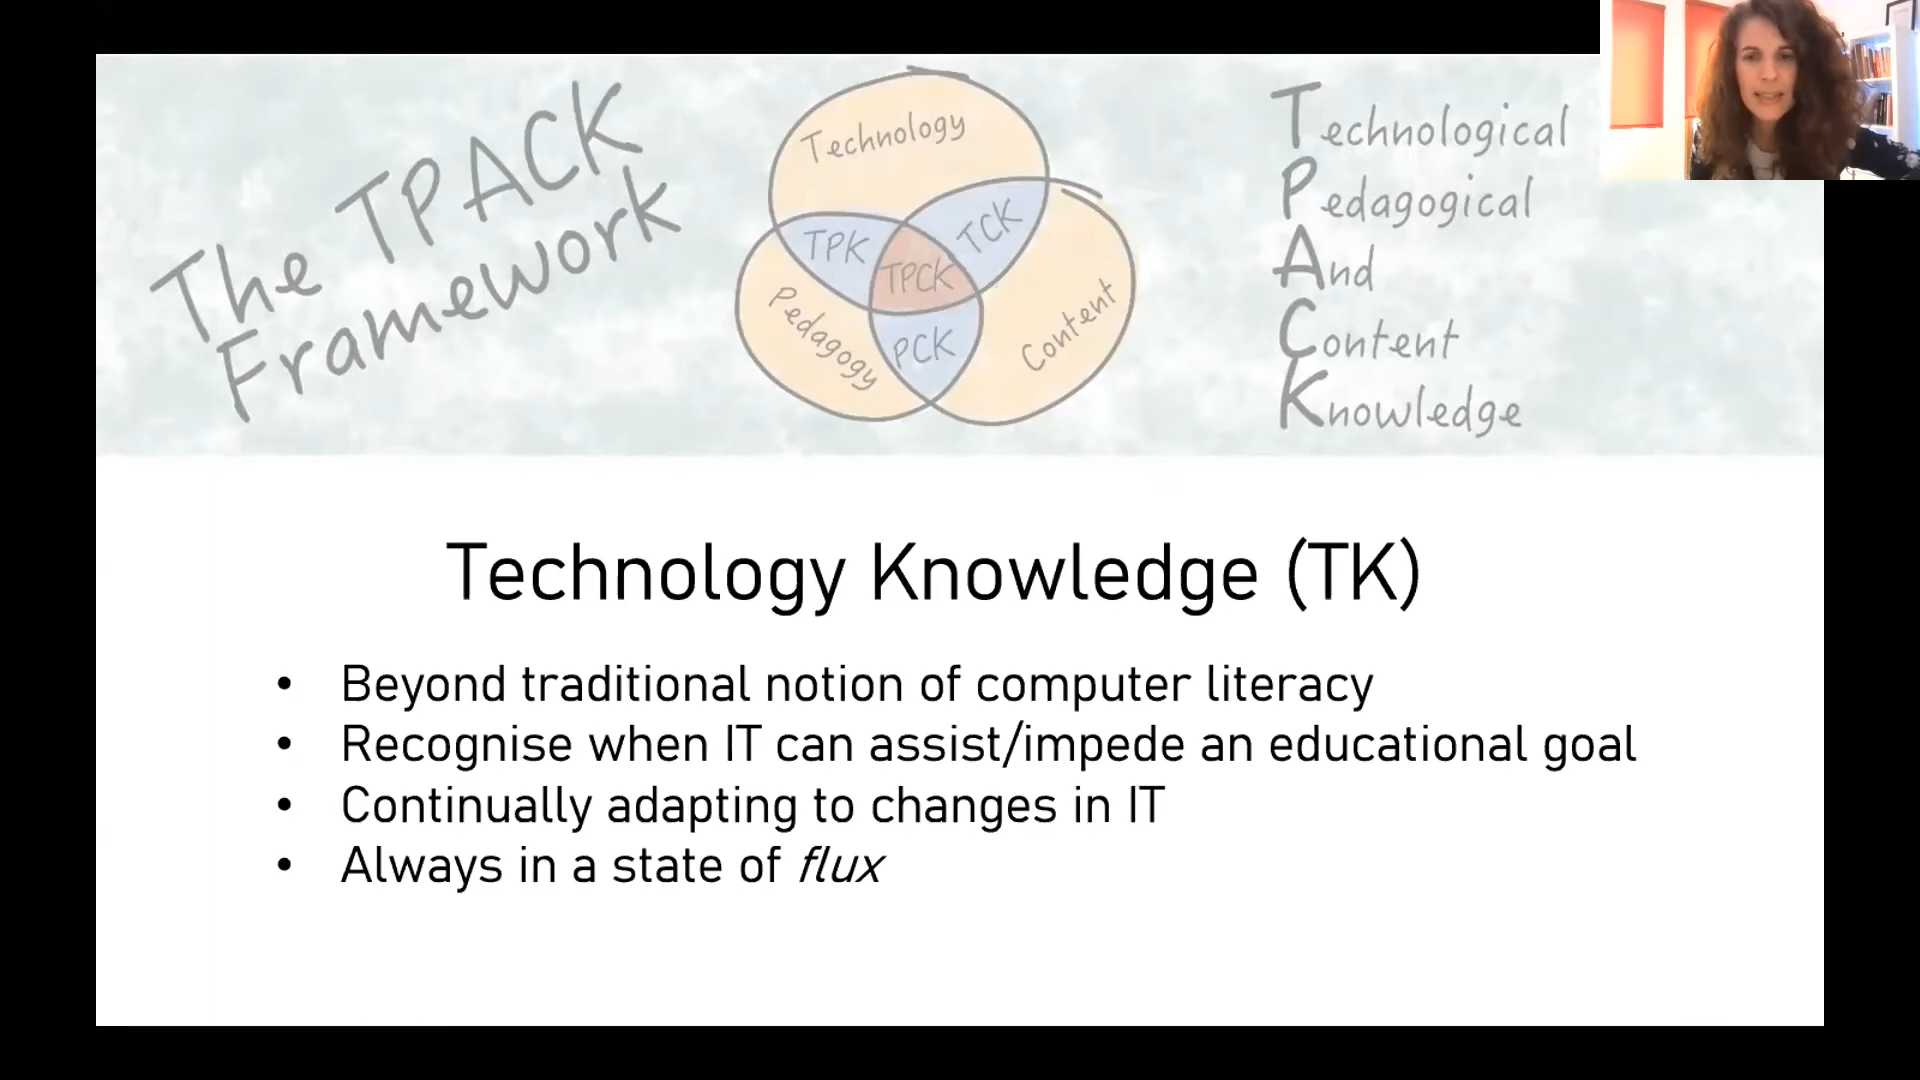 The TPACK
Framework
Technology
TPK
TCK
TPCK
Pedagogy
PCK
Content
Technological
Pedagogical
And
Content
Knowledge
Technology Knowledge (TK)
• Beyond traditional notion of computer literacy
• Recognise when IT can assist/impede an educational goal
• Continually adapting to changes in IT
• Always in a state of flux